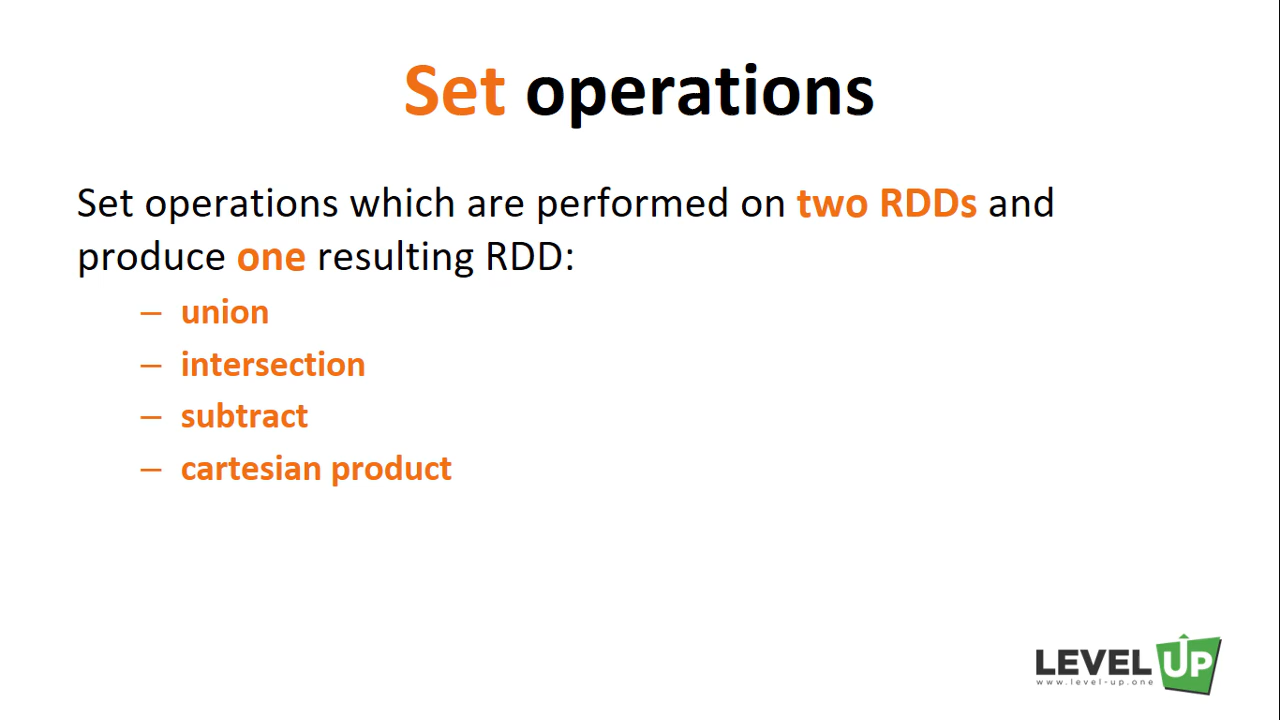 Set operations
Set operations which are performed on two RDDs and
produce one resulting RDD:
– union
– intersection
– subtract
– cartesian product
LEVEL UP
www.level-up.one